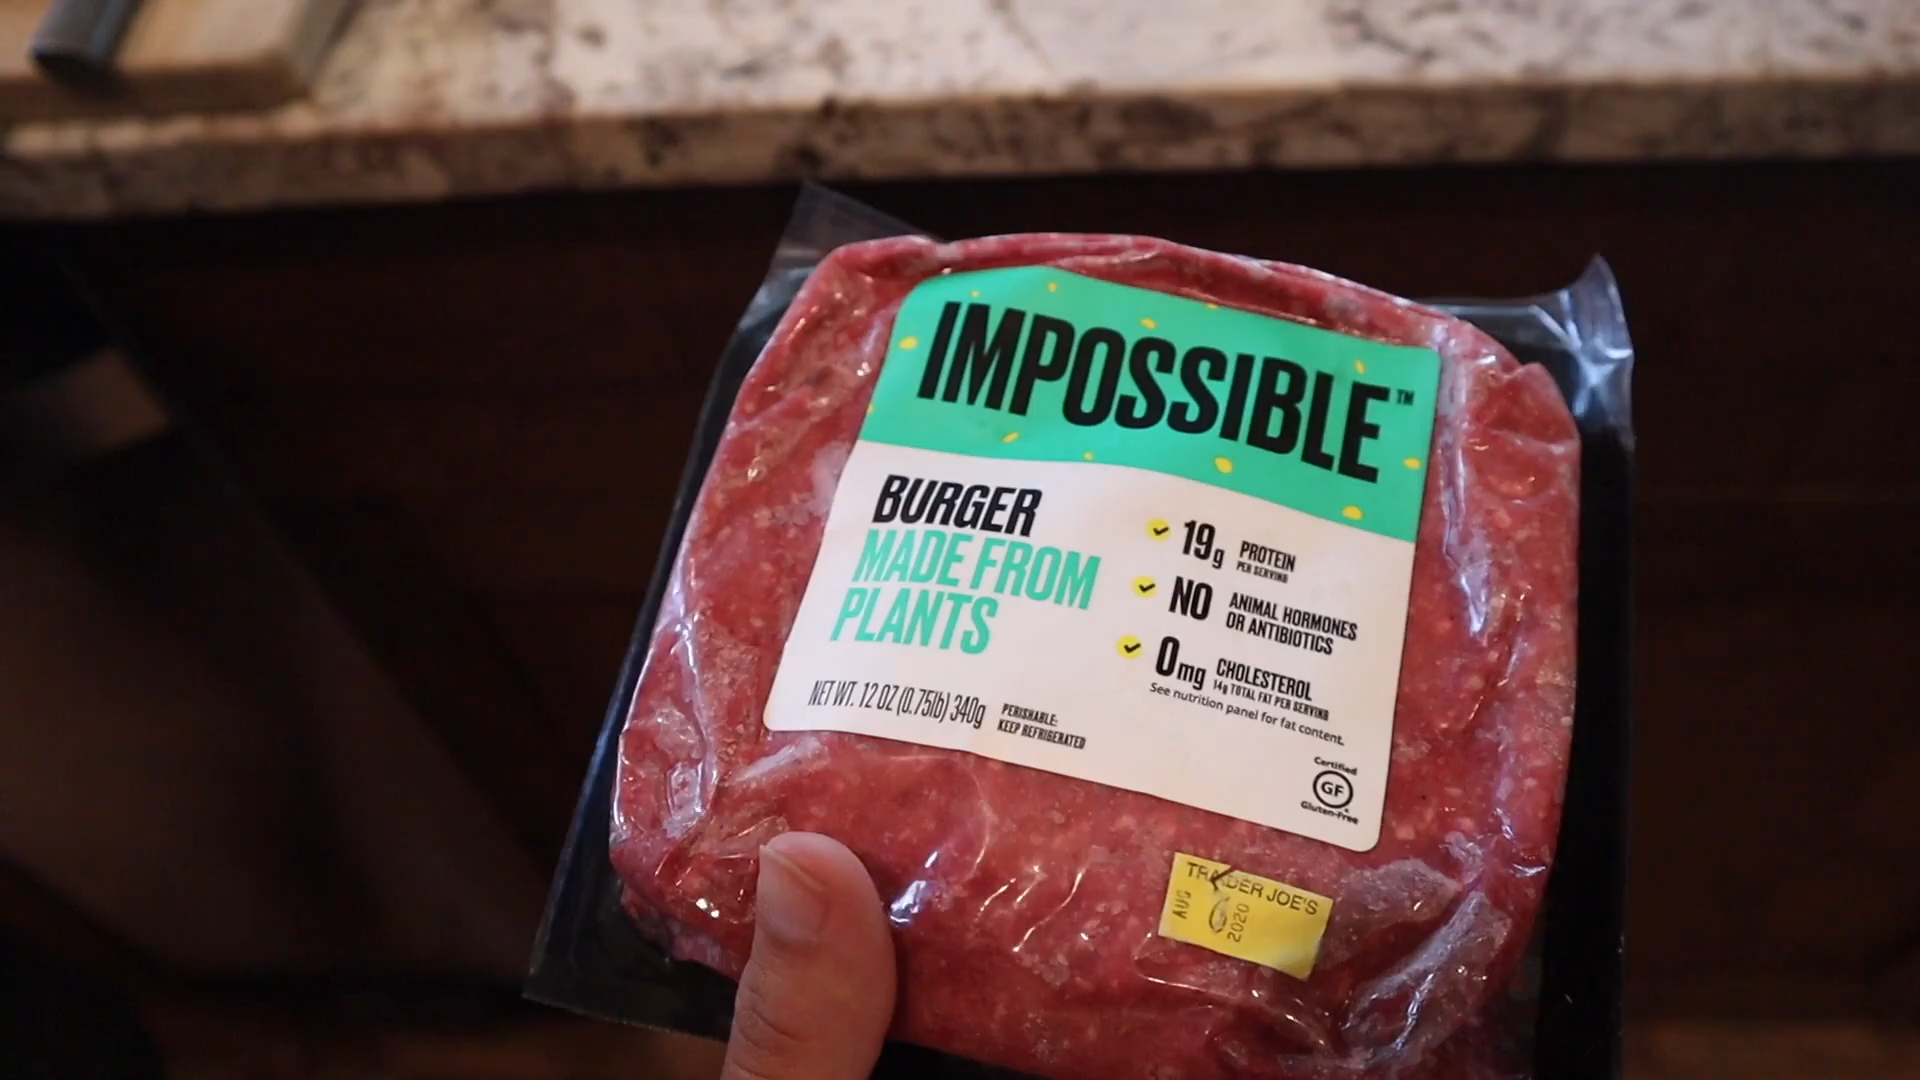 IMPOSSIBLE™
BURGER
MADE FROM
PLANTS
NET WT. 12 OZ (0.75lb) 340g
PERISHABLE:
KEEP REFRIGERATED
19g PROTEIN
PER SERVING
NO ANIMAL HORMONES
OR ANTIBIOTICS
0mg CHOLESTEROL
14g TOTAL FAT PER SERVING
See nutrition panel for fat content.
Certified
GF
Gluten-Free
TRADER JOE'S
AUG 6 2020